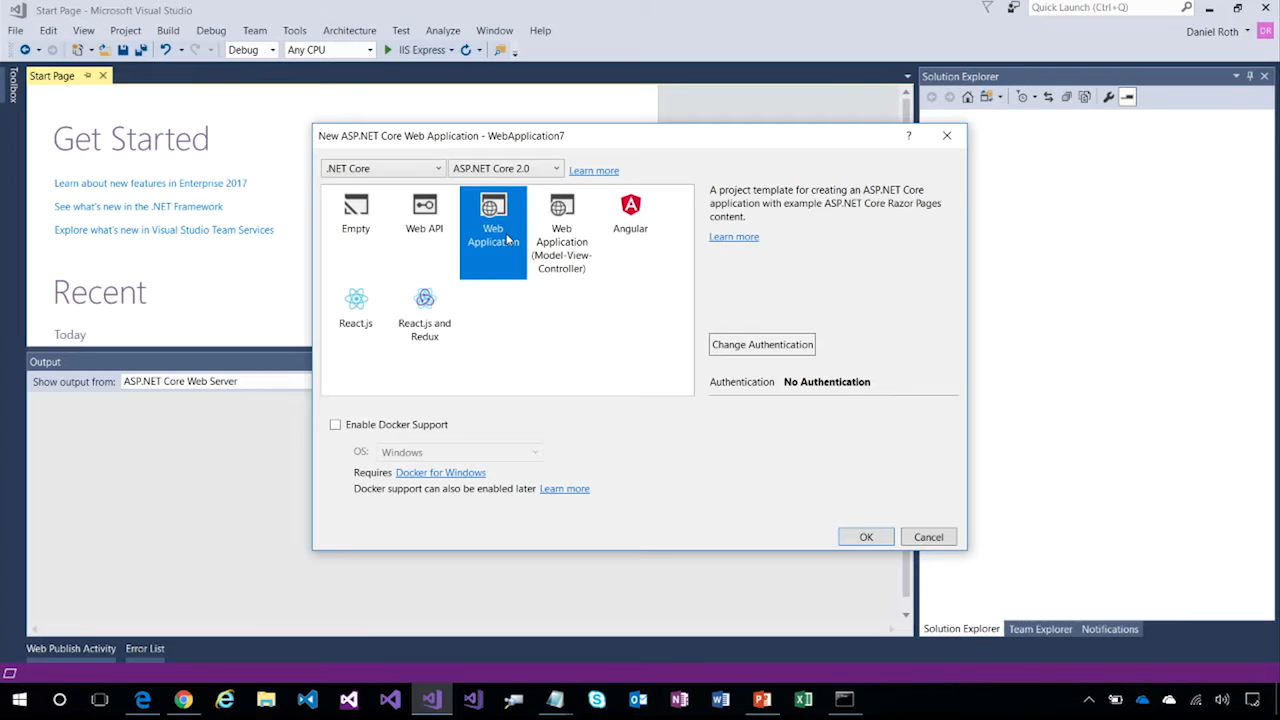 Start Page - Microsoft Visual Studio
Quick Launch (Ctrl+Q)
File Edit View Project Build Debug Team Tools Architecture Test Analyze Window Help
Daniel Roth DR
Debug Any CPU IIS Express
Toolbox
Start Page
Solution Explorer
Get Started
Learn about new features in Enterprise 2017
See what's new in the .NET Framework
Explore what's new in Visual Studio Team Services
Recent
Today
Output
Show output from: ASP.NET Core Web Server
New ASP.NET Core Web Application - WebApplication7
?
.NET Core ASP.NET Core 2.0 Learn more
Empty
Web API
Web
Application
Web
Application
(Model-View-
Controller)
Angular
React.js
React.js and
Redux
A project template for creating an ASP.NET Core
application with example ASP.NET Core Razor Pages
content.
Learn more
Change Authentication
Authentication No Authentication
Enable Docker Support
OS: Windows
Requires Docker for Windows
Docker support can also be enabled later Learn more
OK Cancel
Solution Explorer Team Explorer Notifications
Web Publish Activity Error List